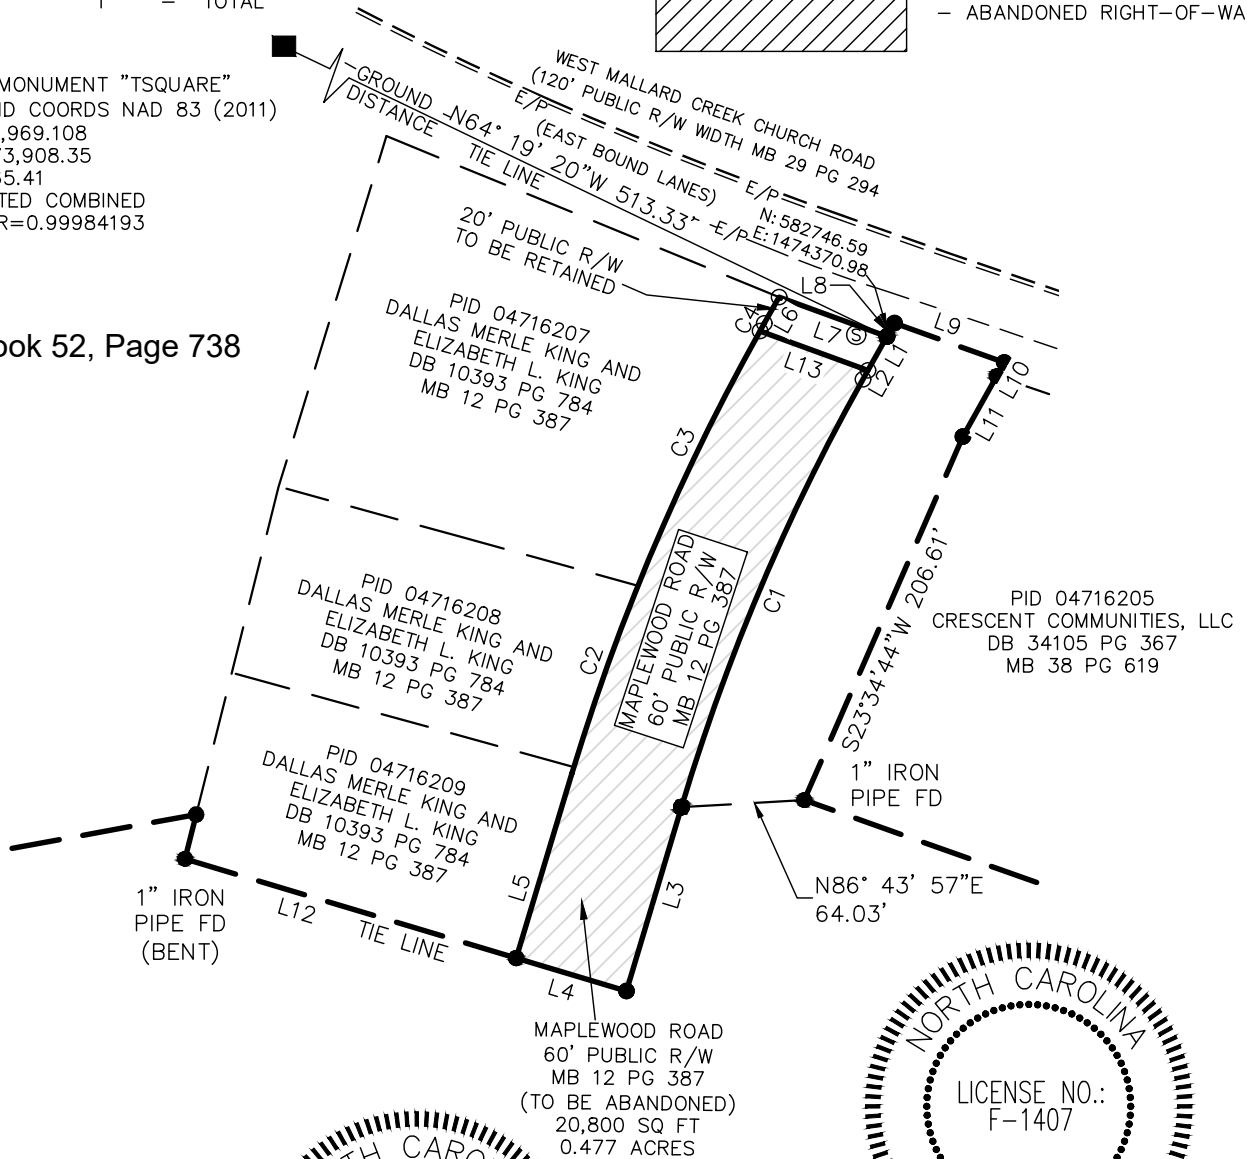 T – TOTAL
– ABANDONED RIGHT–OF–WA
MONUMENT "TSQUARE"
ID COORDS NAD 83 (2011)
,969.108
73,908.35
5.41
TED COMBINED
R=0.99984193
ook 52, Page 738
WEST MALLARD CREEK CHURCH ROAD
(120' PUBLIC R/W WIDTH MB 29 PG 294
E/P
(EAST BOUND LANES)
E/P
E/P
GROUND
DISTANCE
N64° 19' 20"W 513.33'
TIE LINE
N: 582746.59
E: 1474370.98
20' PUBLIC R/W
TO BE RETAINED
L8
L9
C4
L6
L7
S
L1
L2
L10
L11
L13
PID 04716207
DALLAS MERLE KING AND
ELIZABETH L. KING
DB 10393 PG 784
MB 12 PG 387
C3
MAPLEWOOD ROAD
60' PUBLIC R/W
MB 12 PG 387
C1
S23°34'44"W 206.61'
PID 04716205
CRESCENT COMMUNITIES, LLC
DB 34105 PG 367
MB 38 PG 619
PID 04716208
DALLAS MERLE KING AND
ELIZABETH L. KING
DB 10393 PG 784
MB 12 PG 387
C2
PID 04716209
DALLAS MERLE KING AND
ELIZABETH L. KING
DB 10393 PG 784
MB 12 PG 387
1" IRON
PIPE FD
L5
L3
N86° 43' 57"E
64.03'
1" IRON
PIPE FD
(BENT)
L12
TIE LINE
L4
MAPLEWOOD ROAD
60' PUBLIC R/W
MB 12 PG 387
(TO BE ABANDONED)
20,800 SQ FT
0.477 ACRES
NORTH CAROLINA
LICENSE NO.:
F-1407
TH CARO